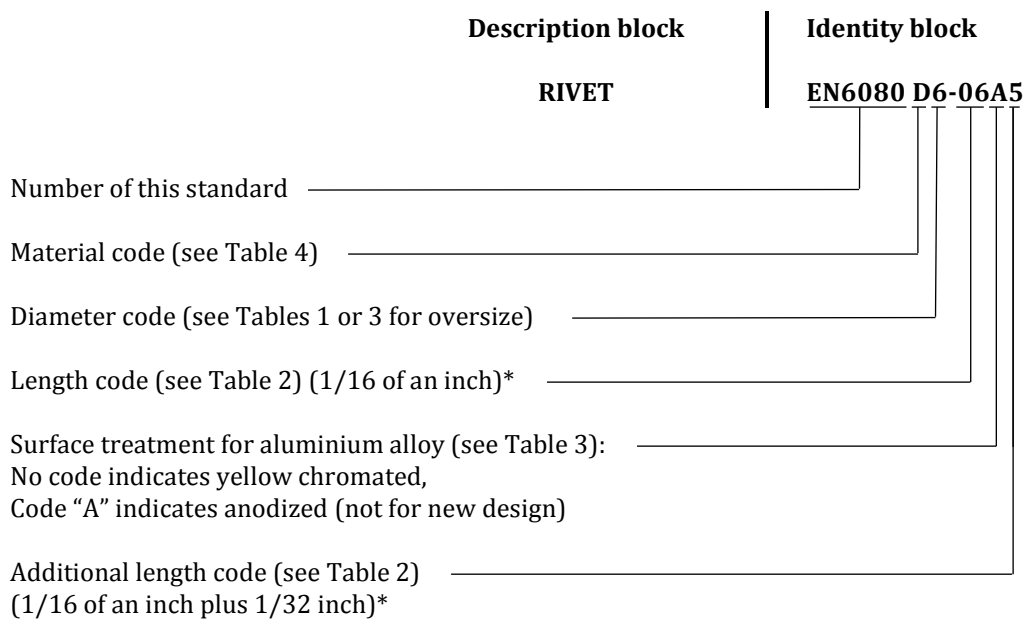 Description block Identity block
RIVET EN6080 D6-06A5
Number of this standard
Material code (see Table 4)
Diameter code (see Tables 1 or 3 for oversize)
Length code (see Table 2) (1/16 of an inch)*
Surface treatment for aluminium alloy (see Table 3):
No code indicates yellow chromated,
Code “A” indicates anodized (not for new design)
Additional length code (see Table 2)
(1/16 of an inch plus 1/32 inch)*